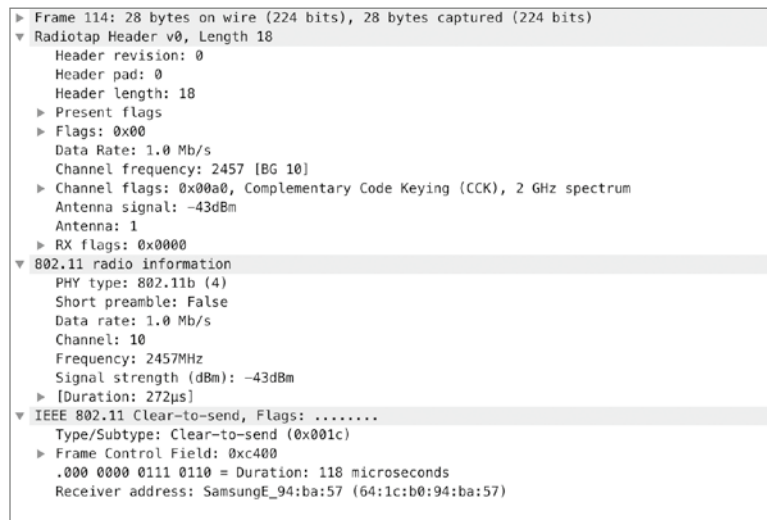 Frame 114: 28 bytes on wire (224 bits), 28 bytes captured (224 bits)
Radiotap Header v0, Length 18
Header revision: 0
Header pad: 0
Header length: 18
Present flags
Flags: 0x00
Data Rate: 1.0 Mb/s
Channel frequency: 2457 [BG 10]
Channel flags: 0x00a0, Complementary Code Keying (CCK), 2 GHz spectrum
Antenna signal: -43dBm
Antenna: 1
RX flags: 0x0000
802.11 radio information
PHY type: 802.11b (4)
Short preamble: False
Data rate: 1.0 Mb/s
Channel: 10
Frequency: 2457MHz
Signal strength (dBm): -43dBm
[Duration: 272µs]
IEEE 802.11 Clear-to-send, Flags: ........
Type/Subtype: Clear-to-send (0x001c)
Frame Control Field: 0xc400
.000 0000 0111 0110 = Duration: 118 microseconds
Receiver address: SamsungE_94:ba:57 (64:1c:b0:94:ba:57)